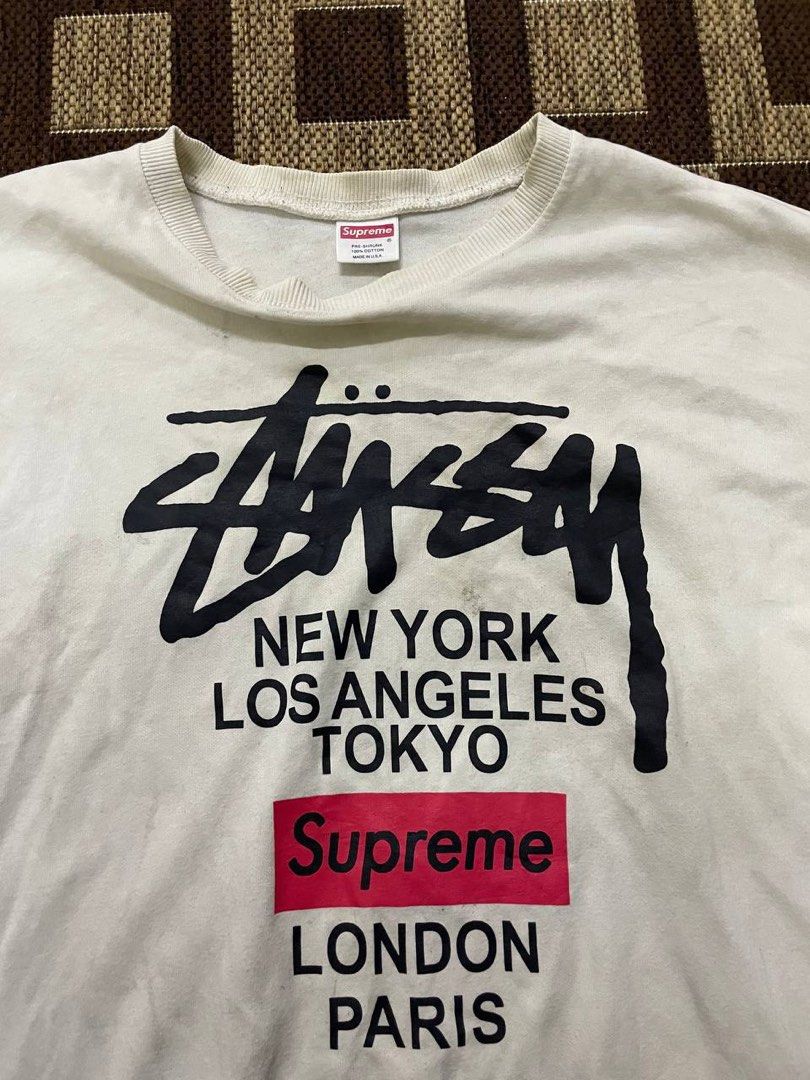 Supreme
®
PRE-SHRUNK
100% COTTON
MADE IN U.S.A.
STÜSSY
NEW YORK
LOS ANGELES
TOKYO
Supreme
LONDON
PARIS